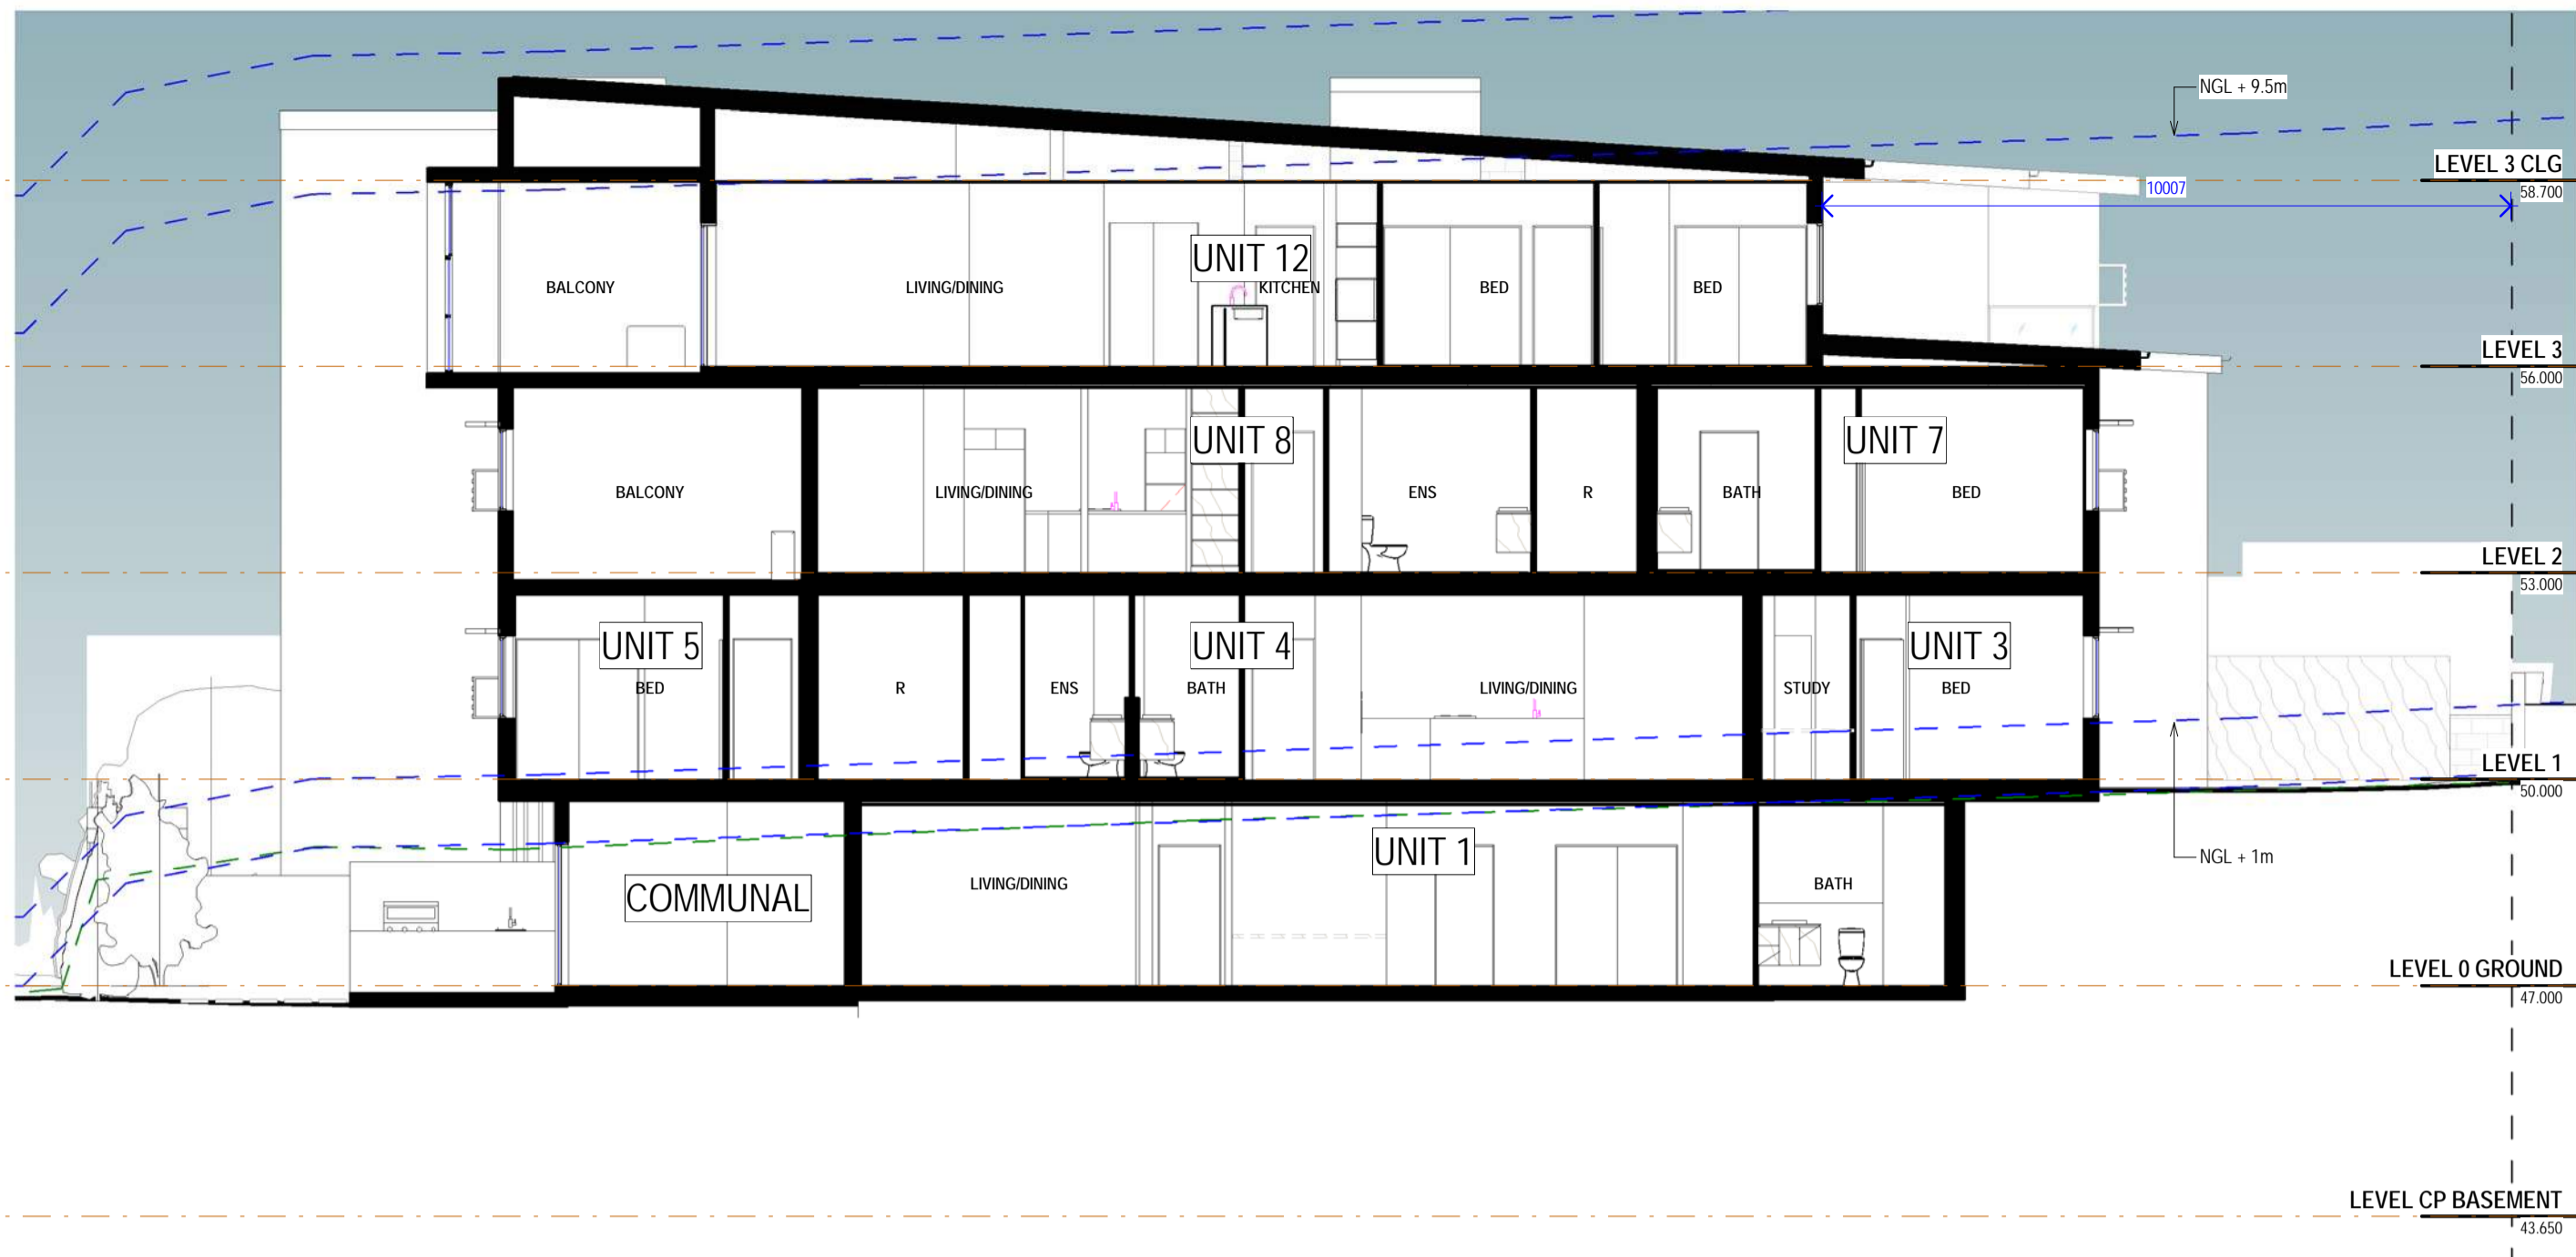 NGL + 9.5m
LEVEL 3 CLG
58.700
10007
UNIT 12
BALCONY
LIVING/DINING
KITCHEN
BED
BED
LEVEL 3
56.000
UNIT 8
UNIT 7
BALCONY
LIVING/DINING
ENS
R
BATH
BED
LEVEL 2
53.000
UNIT 5
UNIT 4
UNIT 3
BED
R
ENS
BATH
LIVING/DINING
STUDY
BED
LEVEL 1
50.000
UNIT 1
NGL + 1m
COMMUNAL
LIVING/DINING
BATH
LEVEL 0 GROUND
47.000
LEVEL CP BASEMENT
43.650